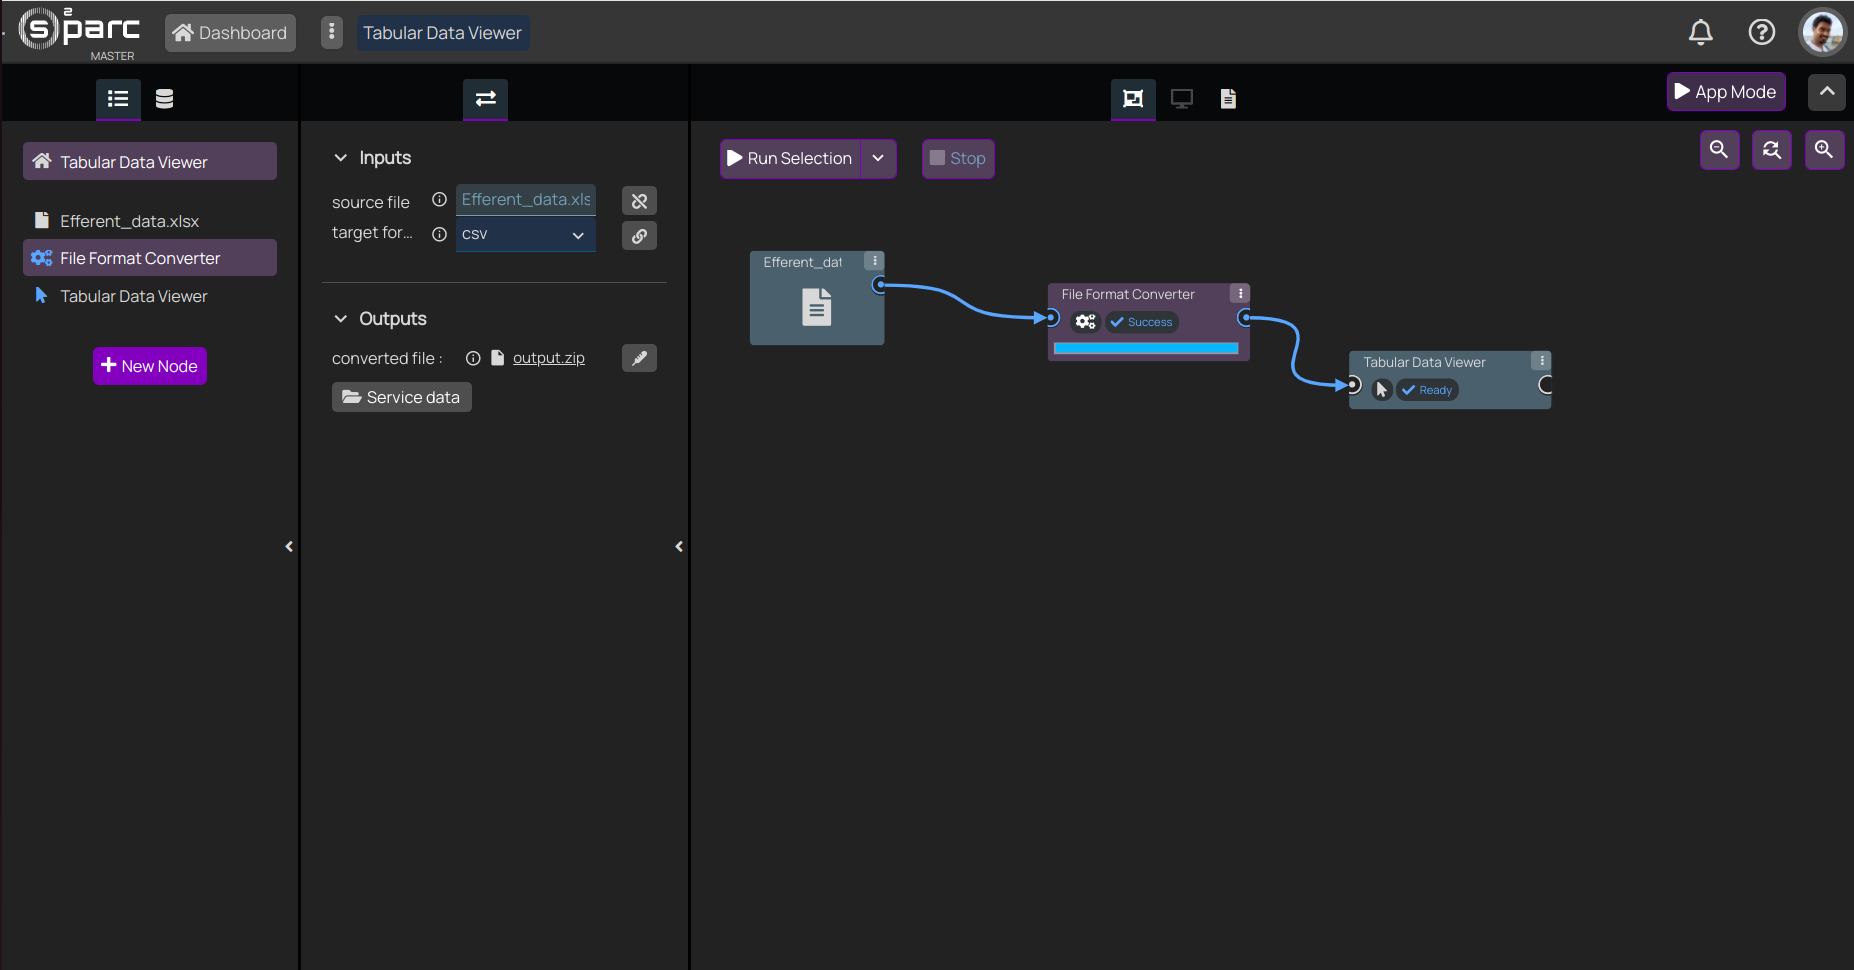 s²parc
MASTER
Dashboard
Tabular Data Viewer
App Mode
Tabular Data Viewer
Efferent_data.xlsx
File Format Converter
Tabular Data Viewer
New Node
Inputs
source file
Efferent_data.xls
target for...
csv
Outputs
converted file :
output.zip
Service data
Run Selection
Stop
Efferent_dat
File Format Converter
Success
Tabular Data Viewer
Ready